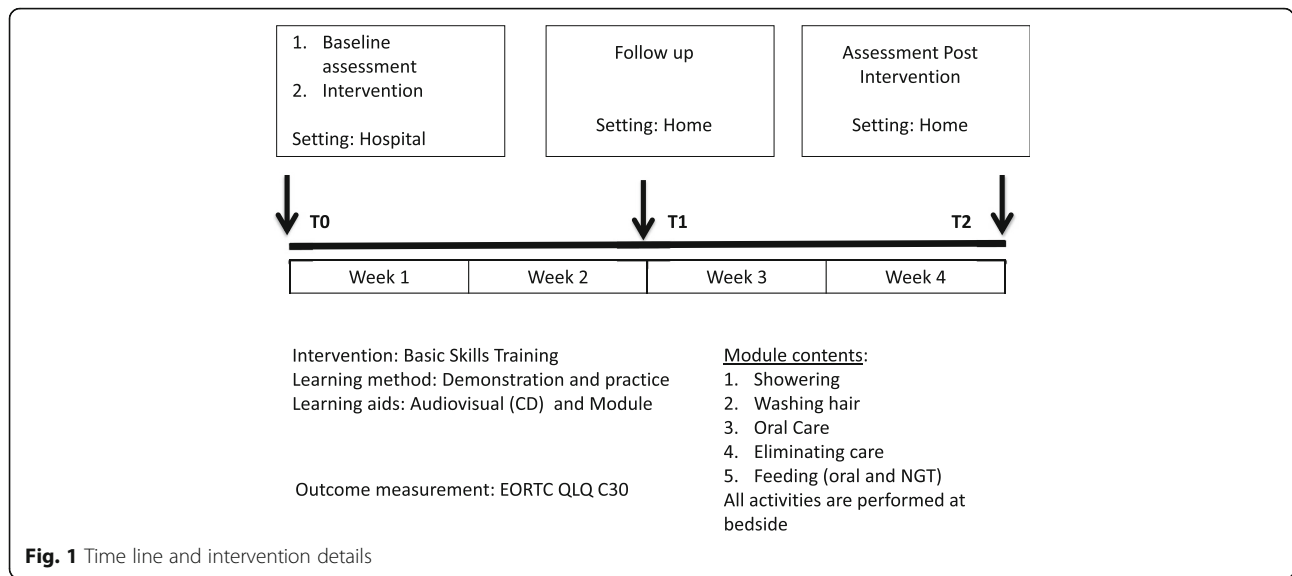 1. Baseline
assessment
2. Intervention
Setting: Hospital
Follow up
Setting: Home
Assessment Post
Intervention
Setting: Home
T0
T1
T2
Week 1
Week 2
Week 3
Week 4
Intervention: Basic Skills Training
Learning method: Demonstration and practice
Learning aids: Audiovisual (CD) and Module
Outcome measurement: EORTC QLQ C30
Module contents:
1. Showering
2. Washing hair
3. Oral Care
4. Eliminating care
5. Feeding (oral and NGT)
All activities are performed at
bedside
Fig. 1 Time line and intervention details